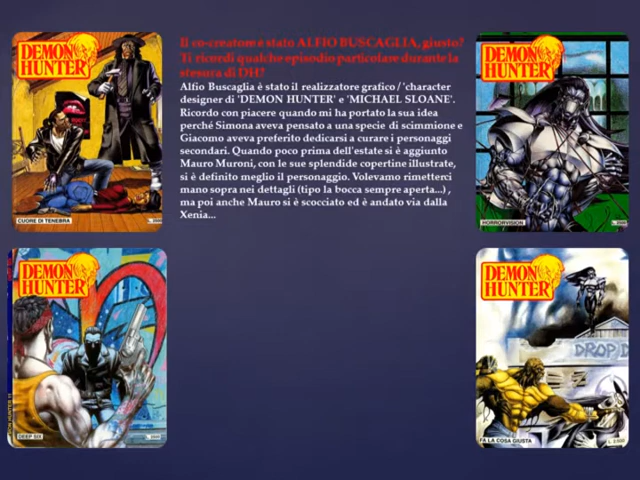 Il co-creatore è stato ALFIO BUSCAGLIA, giusto?
Ti ricordi qualche episodio particolare durante la
stesura di DH?
Alfio Buscaglia è stato il realizzatore grafico / 'character
designer di 'DEMON HUNTER' e 'MICHAEL SLOANE'.
Ricordo con piacere quando mi ha portato la sua idea
perché Simona aveva pensato a una specie di scimmione e
Giacomo aveva preferito dedicarsi a curare i personaggi
secondari. Quando poco prima dell'estate si è aggiunto
Mauro Muroni, con le sue splendide copertine illustrate,
si è definito meglio il personaggio. Volevamo rimetterci
mano sopra nei dettagli (tipo la bocca sempre aperta...) ,
ma poi anche Mauro si è scocciato ed è andato via dalla
Xenia...
DEMON
HUNTER
CUORE DI TENEBRA
DEMON
HUNTER
HORRORVISION
DEMON
HUNTER
DEEP SIX
DEMON
HUNTER
DROP D
FA LA COSA GIUSTA